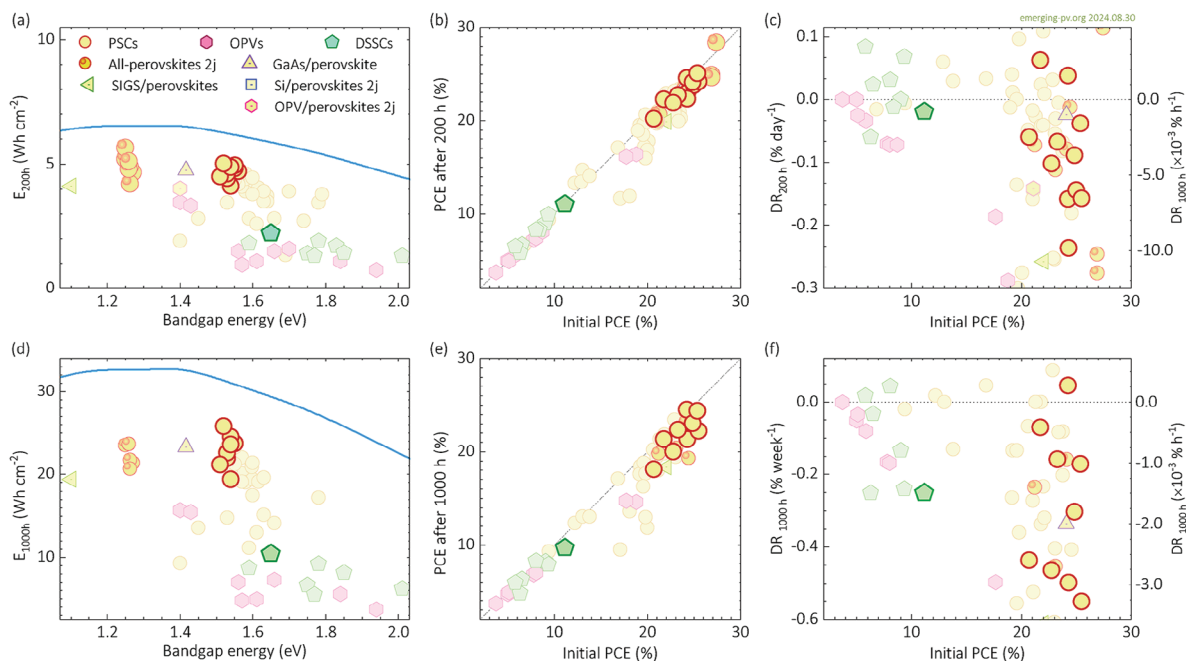 emerging-pv.org 2024.08.30
(a)
10
5
0
E200h (Wh cm⁻²)
PSCs
OPVs
DSSCs
All-perovskites 2j
GaAs/perovskite
SIGS/perovskites
Si/perovskites 2j
OPV/perovskites 2j
1.2
1.4
1.6
1.8
2.0
Bandgap energy (eV)
(b)
30
20
10
PCE after 200 h (%)
10
20
30
Initial PCE (%)
(c)
0.1
0.0
-0.1
-0.2
-0.3
DR200 h (% day⁻¹)
0.0
-5.0
-10.0
DR 1000 h (×10⁻³ % h⁻¹)
10
20
30
Initial PCE (%)
(d)
30
20
10
E1000h (Wh cm⁻²)
1.2
1.4
1.6
1.8
2.0
Bandgap energy (eV)
(e)
30
20
10
PCE after 1000 h (%)
10
20
30
Initial PCE (%)
(f)
0.0
-0.2
-0.4
-0.6
DR 1000 h (% week⁻¹)
0.0
-1.0
-2.0
-3.0
DR 1000 h (×10⁻³ % h⁻¹)
10
20
30
Initial PCE (%)